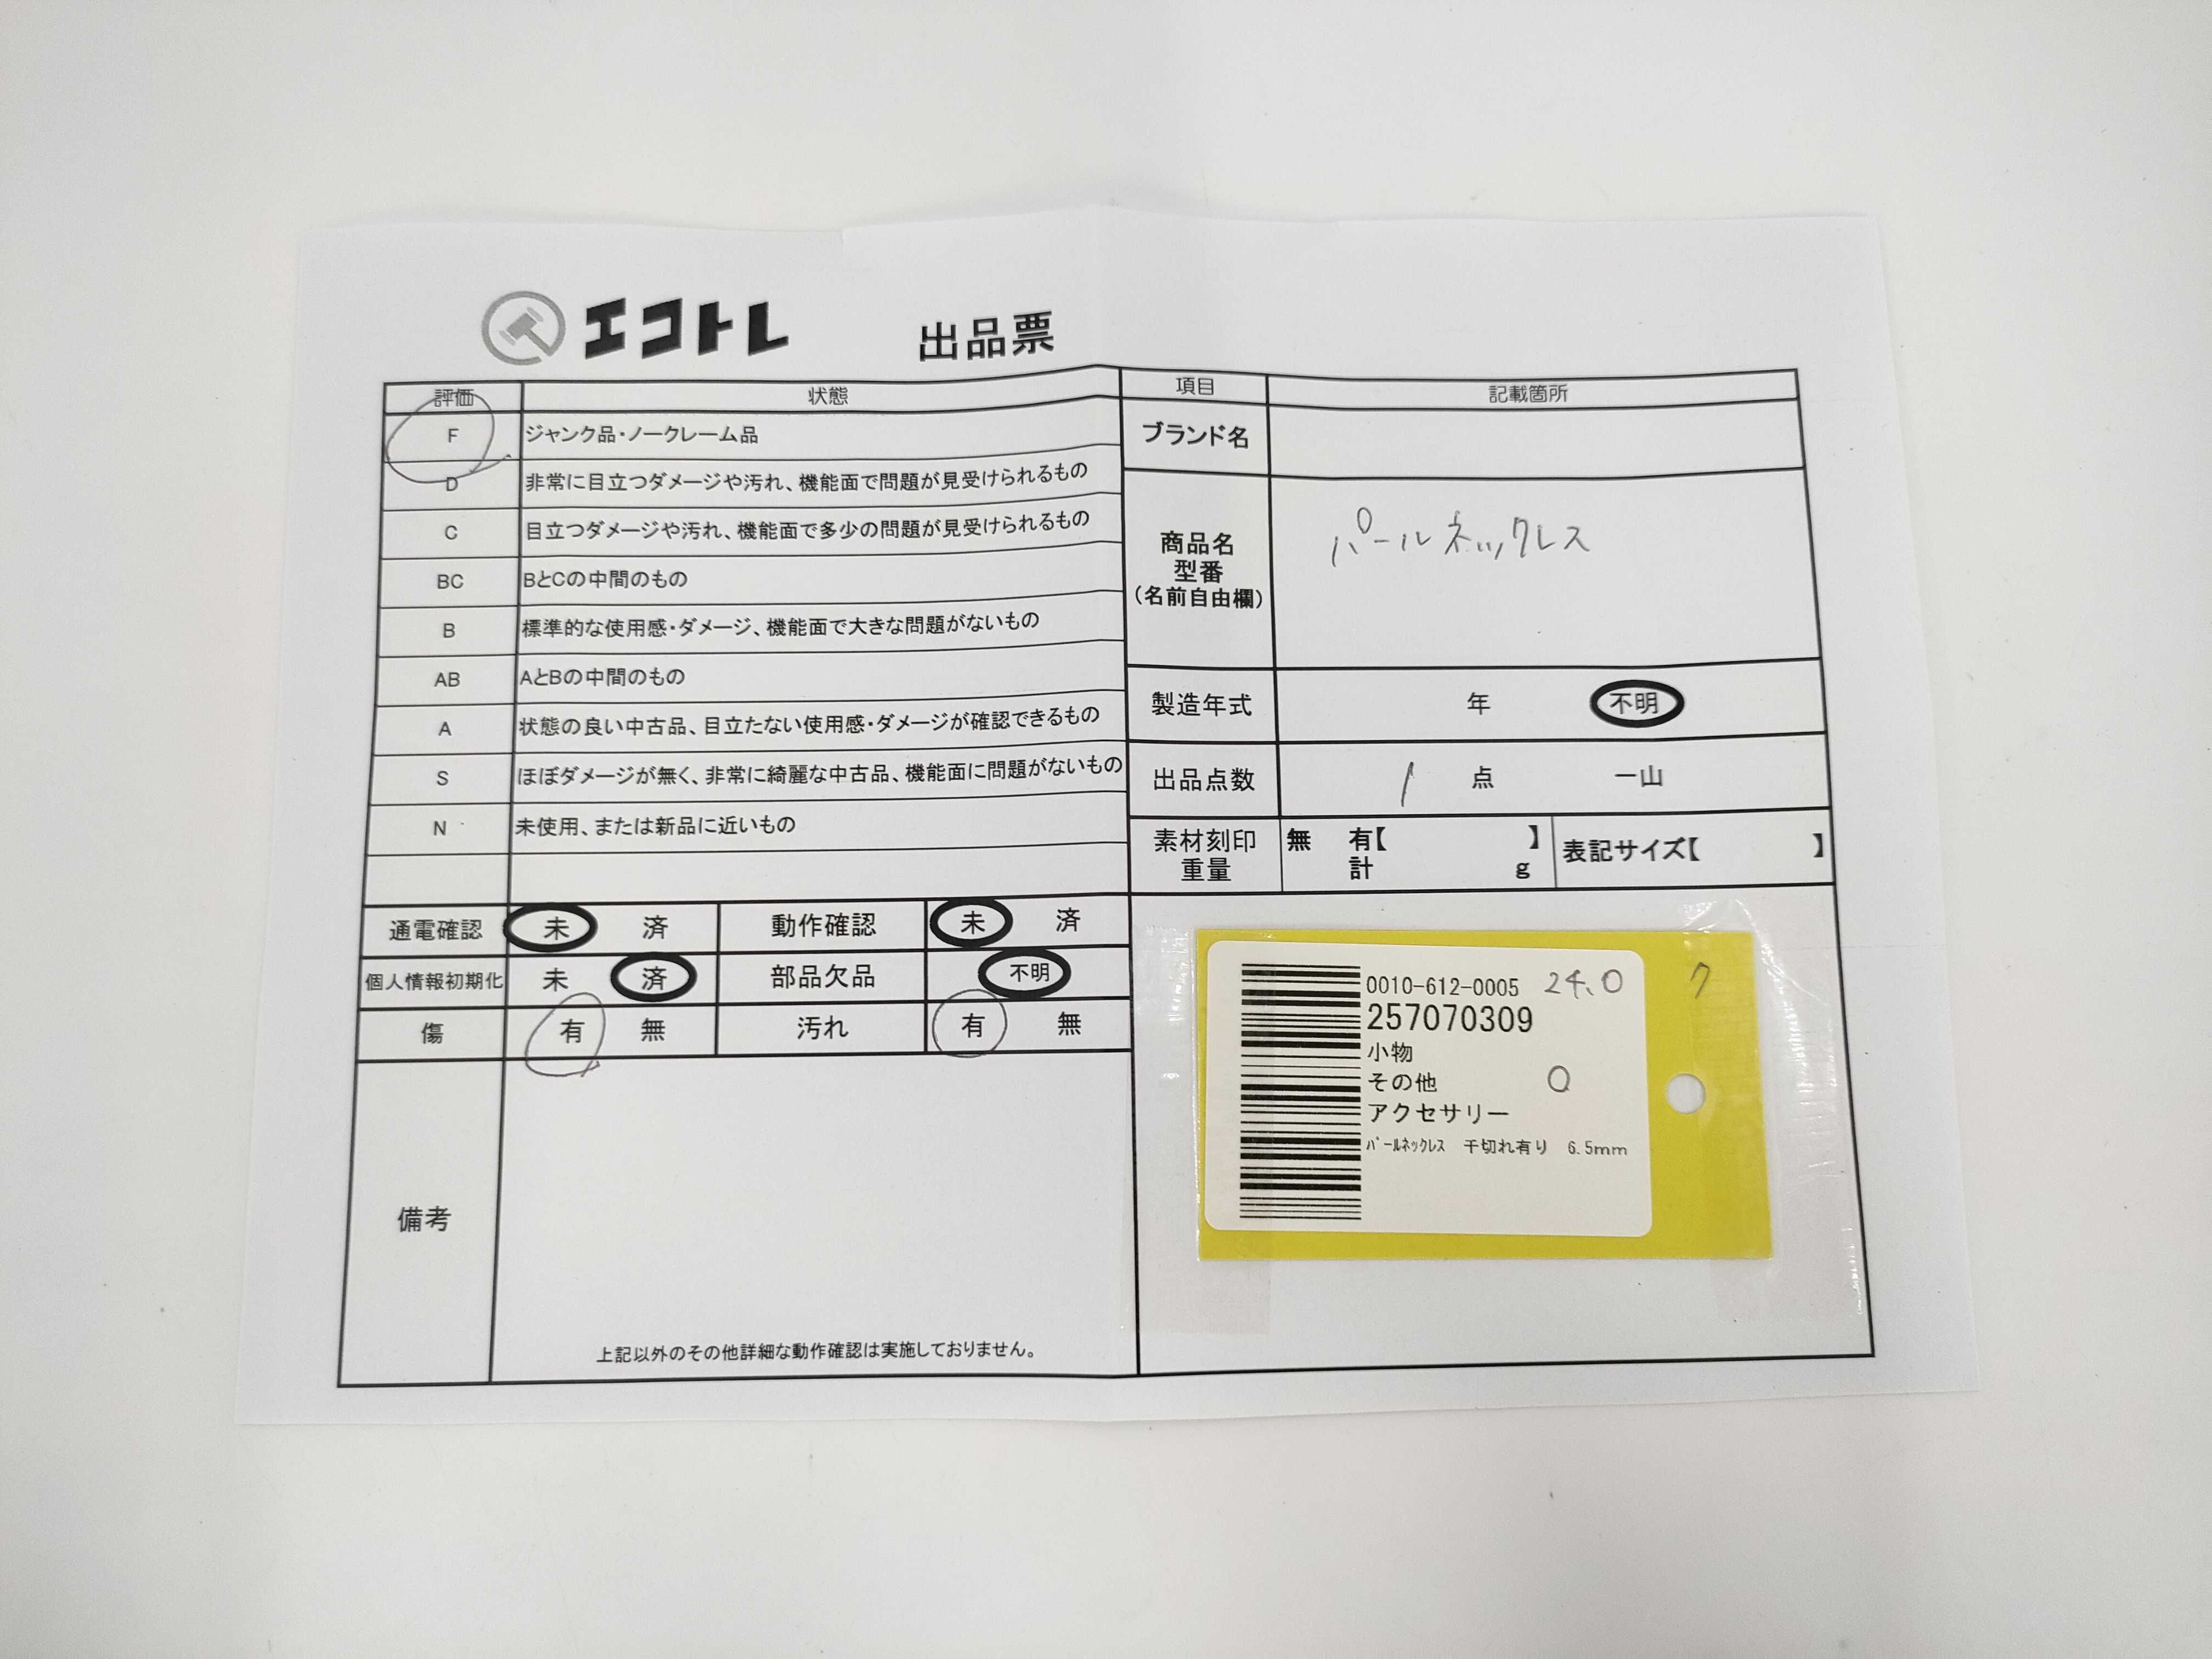 エコトレ 出品票
評価 状態
F ジャンク品・ノークレーム品
D 非常に目立つダメージや汚れ、機能面で問題が見受けられるもの
C 目立つダメージや汚れ、機能面で多少の問題が見受けられるもの
BC BとCの中間のもの
B 標準的な使用感・ダメージ、機能面で大きな問題がないもの
AB AとBの中間のもの
A 状態の良い中古品、目立たない使用感・ダメージが確認できるもの
S ほぼダメージが無く、非常に綺麗な中古品、機能面に問題がないもの
N 未使用、または新品に近いもの
通電確認 未 済 動作確認 未 済
個人情報初期化 未 済 部品欠品 不明
傷 有 無 汚れ 有 無
備考
上記以外のその他詳細な動作確認は実施しておりません。
項目 記載箇所
ブランド名
商品名
型番
(名前自由欄)
パールネックレス
製造年式 年 不明
出品点数 1 点 一山
素材刻印 無 有【 】
重量 計 g
表記サイズ【 】
0010-612-0005 24.0 ク
257070309
小物
その他 ○
アクセサリー
パールネックレス 干切れ有り 6.5mm